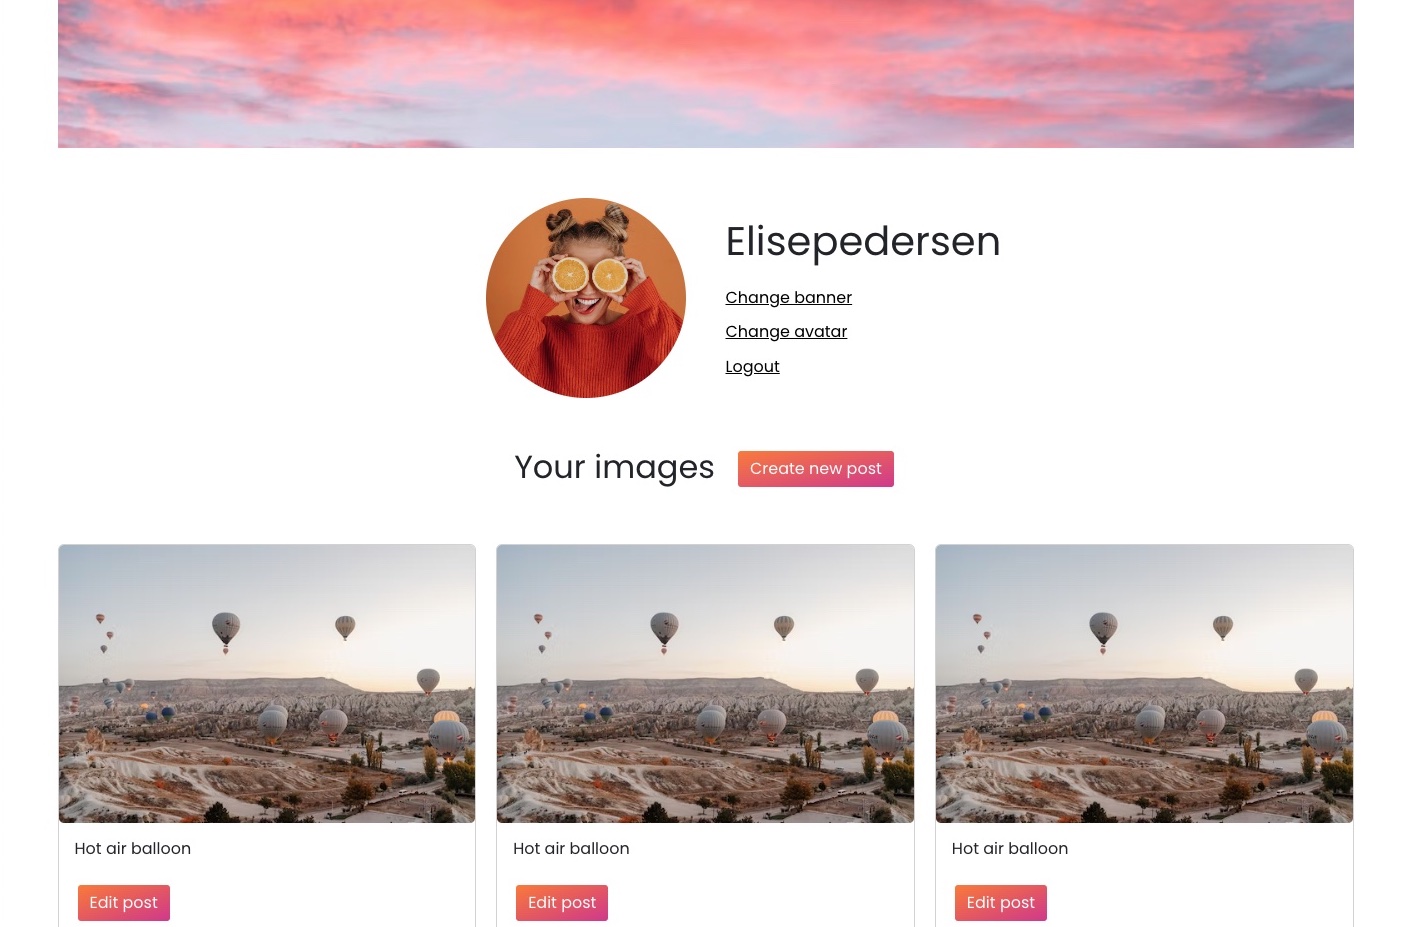 Elisepedersen
Change banner
Change avatar
Logout
Your images
Create new post
Hot air balloon
Edit post
Hot air balloon
Edit post
Hot air balloon
Edit post